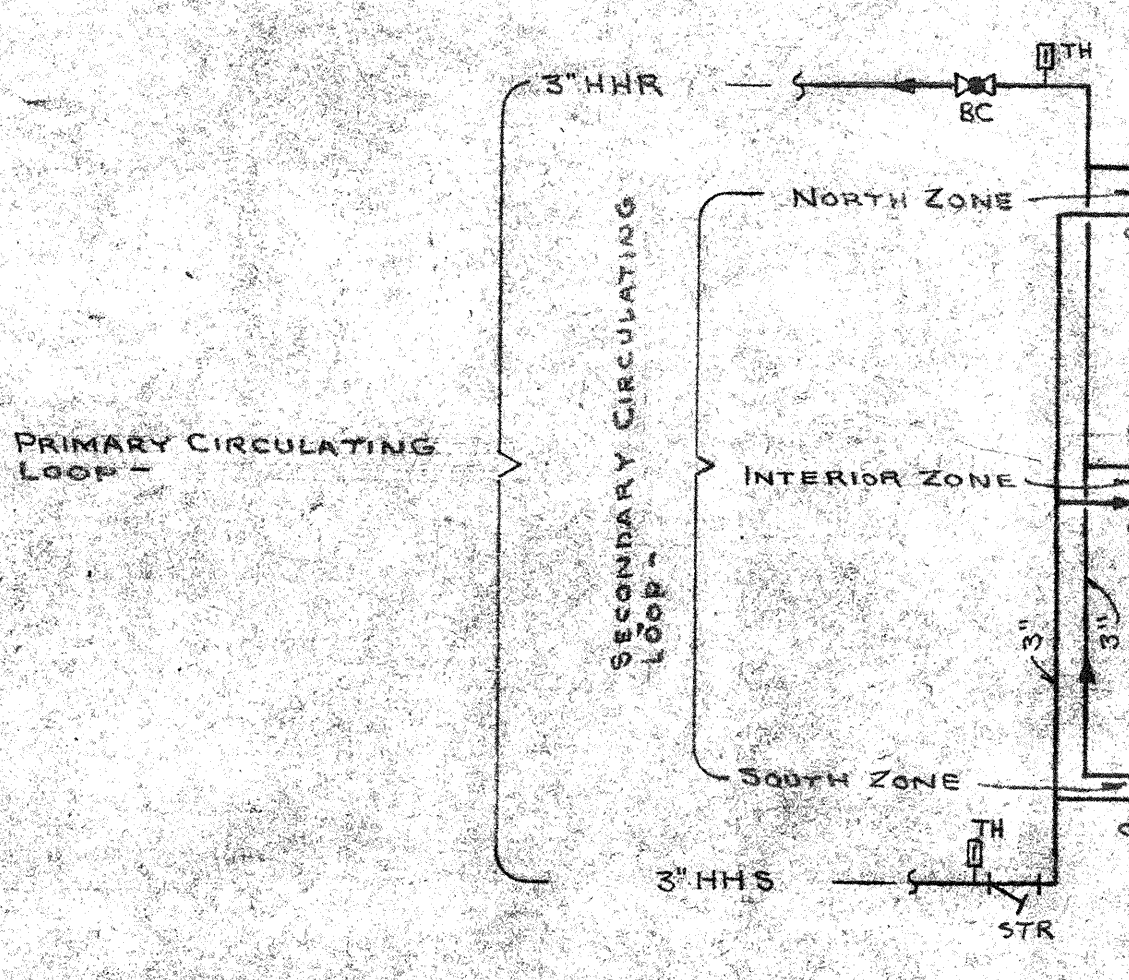 TH
3" HHR
BC
NORTH ZONE
SECONDARY CIRCULATING
LOOP -
PRIMARY CIRCULATING
LOOP -
INTERIOR ZONE
3"
3"
SOUTH ZONE
TH
3" HHS
STR